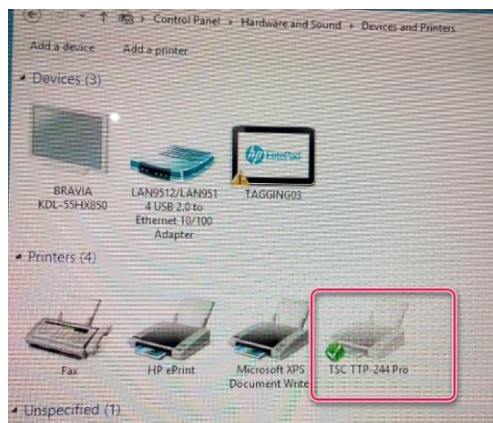 Control Panel ▸ Hardware and Sound ▸ Devices and Printers
Add a device Add a printer
Devices (3)
hp ElitePad
BRAVIA
KDL-55HX850
LAN9512/LAN951
4 USB 2.0 to
Ethernet 10/100
Adapter
TAGGING03
Printers (4)
Fax
HP ePrint
Microsoft XPS
Document Write
TSC TTP-244 Pro
Unspecified (1)